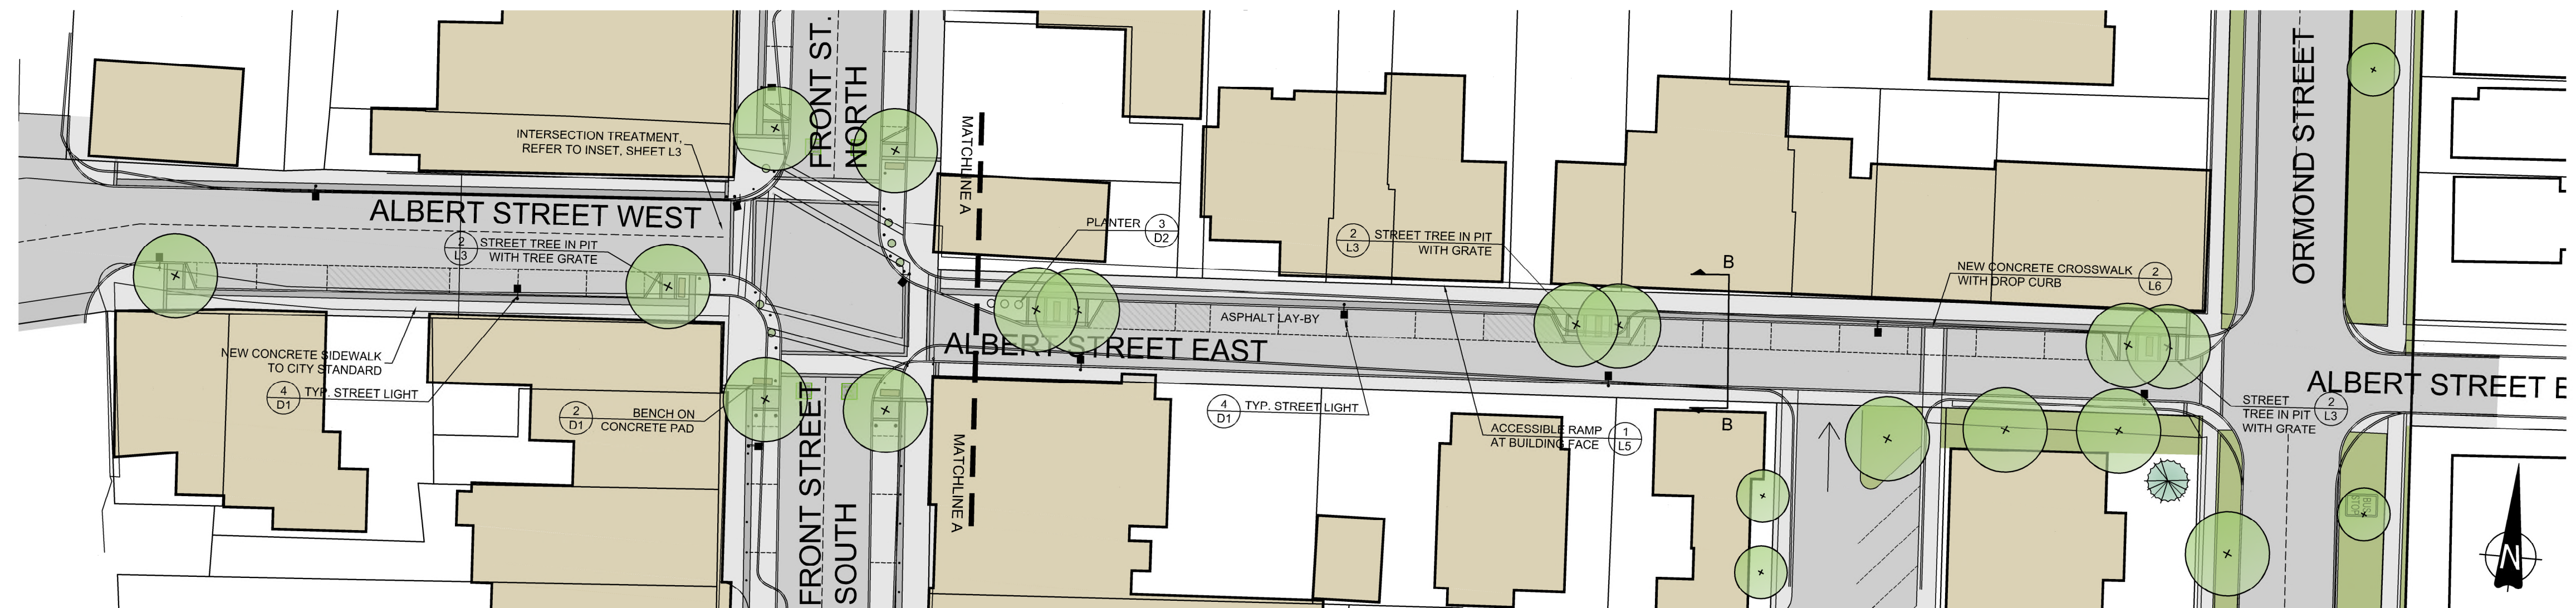 FRONT ST.
NORTH
ORMOND STREET
INTERSECTION TREATMENT,
REFER TO INSET, SHEET L3
MATCHLINE A
ALBERT STREET WEST
2
L3
STREET TREE IN PIT
WITH TREE GRATE
PLANTER
3
D2
2
L3
STREET TREE IN PIT
WITH GRATE
B
NEW CONCRETE CROSSWALK
WITH DROP CURB
2
L6
ASPHALT LAY-BY
ALBERT STREET EAST
NEW CONCRETE SIDEWALK
TO CITY STANDARD
4
D1
TYP. STREET LIGHT
2
D1
BENCH ON
CONCRETE PAD
FRONT STREET
SOUTH
MATCHLINE A
4
D1
TYP. STREET LIGHT
ACCESSIBLE RAMP
AT BUILDING FACE
1
L5
B
ALBERT STREET E
STREET
TREE IN PIT
WITH GRATE
2
L3
BUS
STOP
N